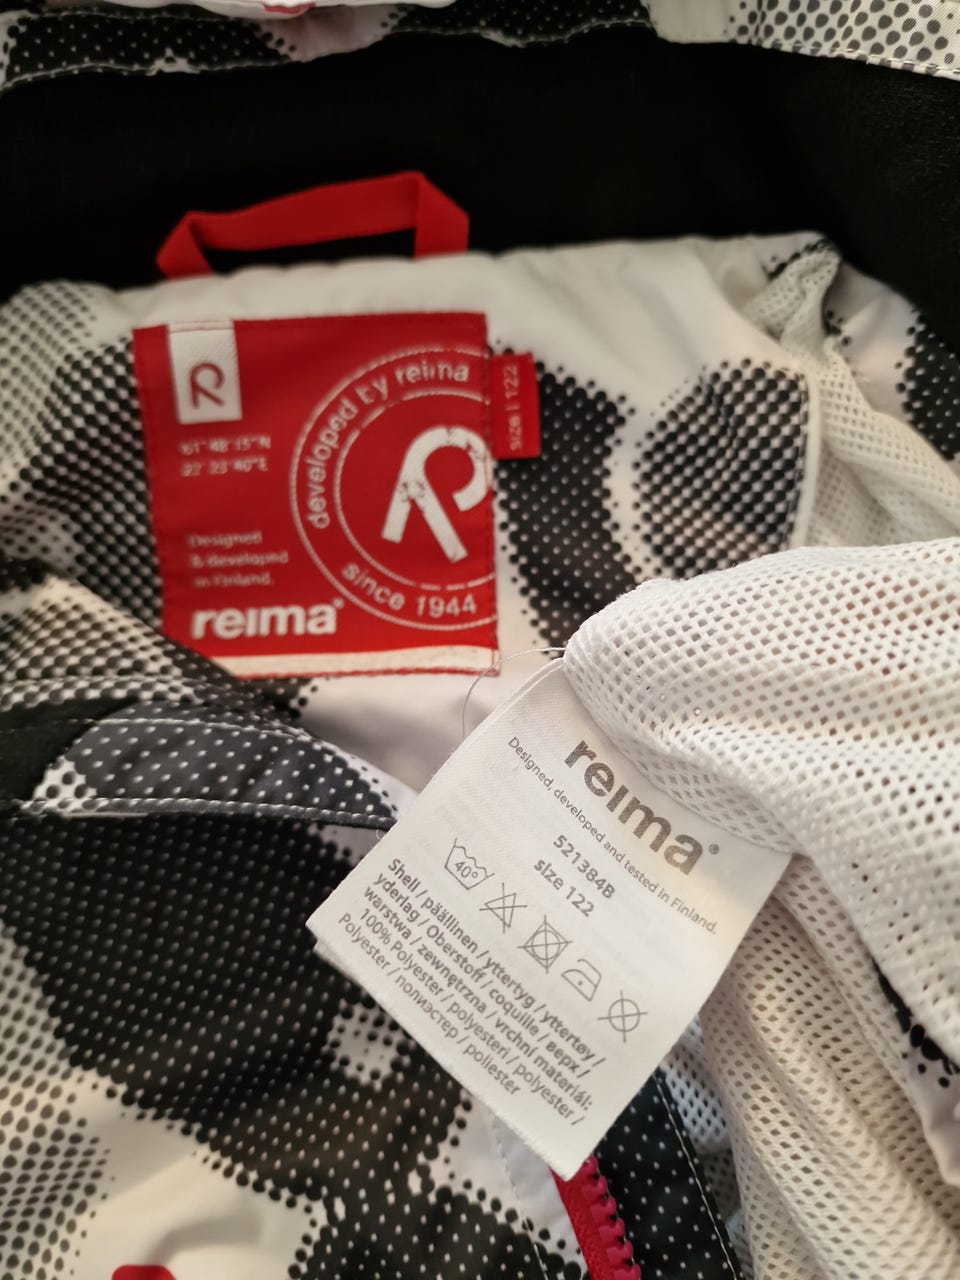 developed by reima
since 1944
61° 48' 15" N
22° 23' 40" E
Designed
& developed
in Finland.
reima®
size | 122
reima®
Designed, developed and tested in Finland.
521384B
size 122
40°
Shell / päällinen / yttertyg / yttertøy /
yderlag / Oberstoff / coquille / верх /
warstwa / zewnętrzna / vrchní materiál:
100% Polyester / polyesteri / polyester /
Polyester / полиэстер / poliester